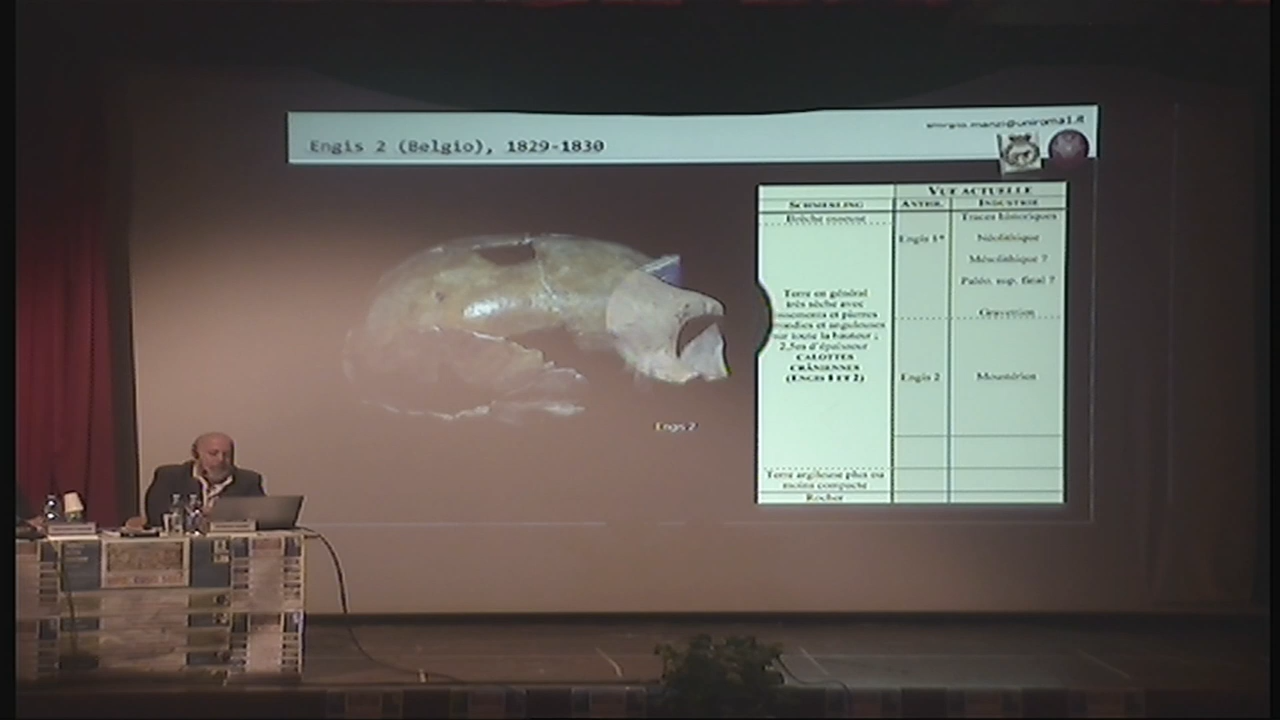 giorgio.manzi@uniroma1.it
Engis 2 (Belgio), 1829-1830
VUE ACTUELLE
SCHMERLING
ANTHR.
INDUSTRIE
Brèche osseuse
Traces historiques
Engis 1*
Néolithique
Mésolithique ?
Paléo. sup. final ?
Gravettien
Terre en général
très sèche avec
ossements et pierres
arrondies et anguleuses
sur toute la hauteur ;
2,5m d'épaisseur
CALOTTES
CRÂNIENNES
(ENGIS 1 ET 2)
Engis 2
Moustérien
Terre argileuse plus ou
moins compacte
Rocher
Engis 2